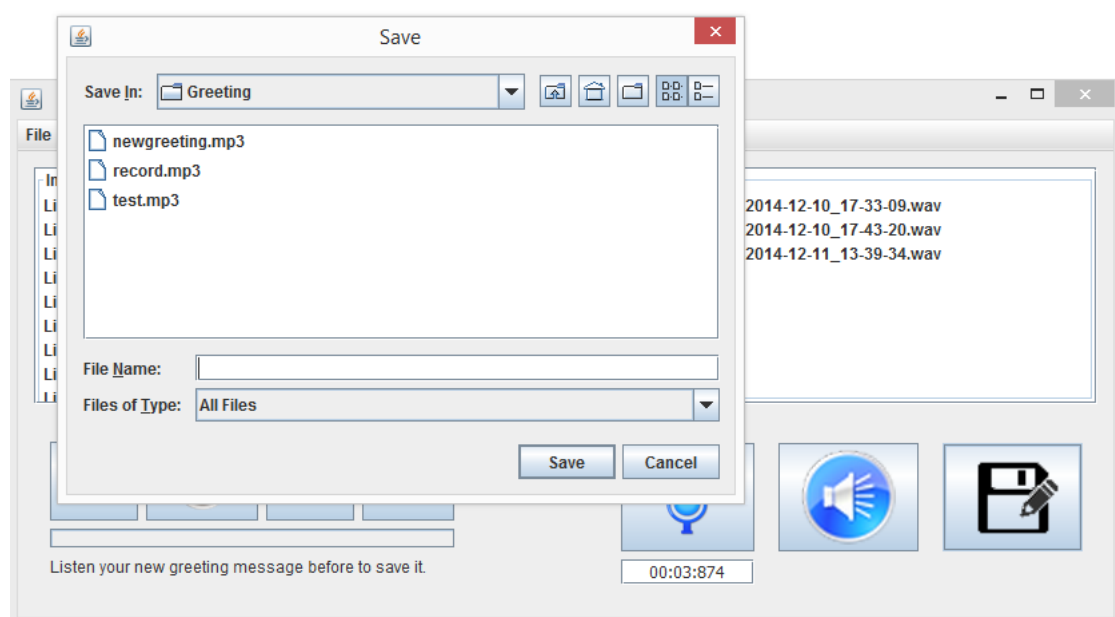 Save
Save In: Greeting
newgreeting.mp3
record.mp3
test.mp3
File Name:
Files of Type: All Files
Save Cancel
File
2014-12-10_17-33-09.wav
2014-12-10_17-43-20.wav
2014-12-11_13-39-34.wav
Listen your new greeting message before to save it.
00:03:874